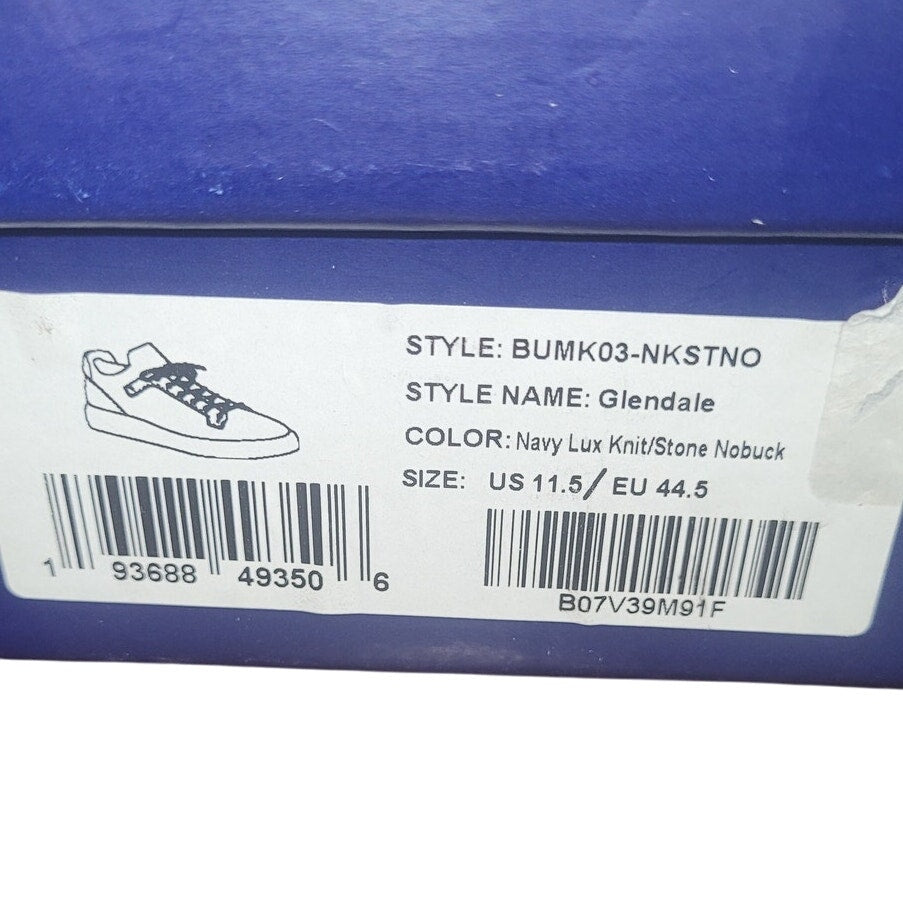 STYLE: BUMK03-NKSTNO
STYLE NAME: Glendale
COLOR: Navy Lux Knit/Stone Nobuck
SIZE: US 11.5/ EU 44.5
1 93688 49350 6
B07V39M91F